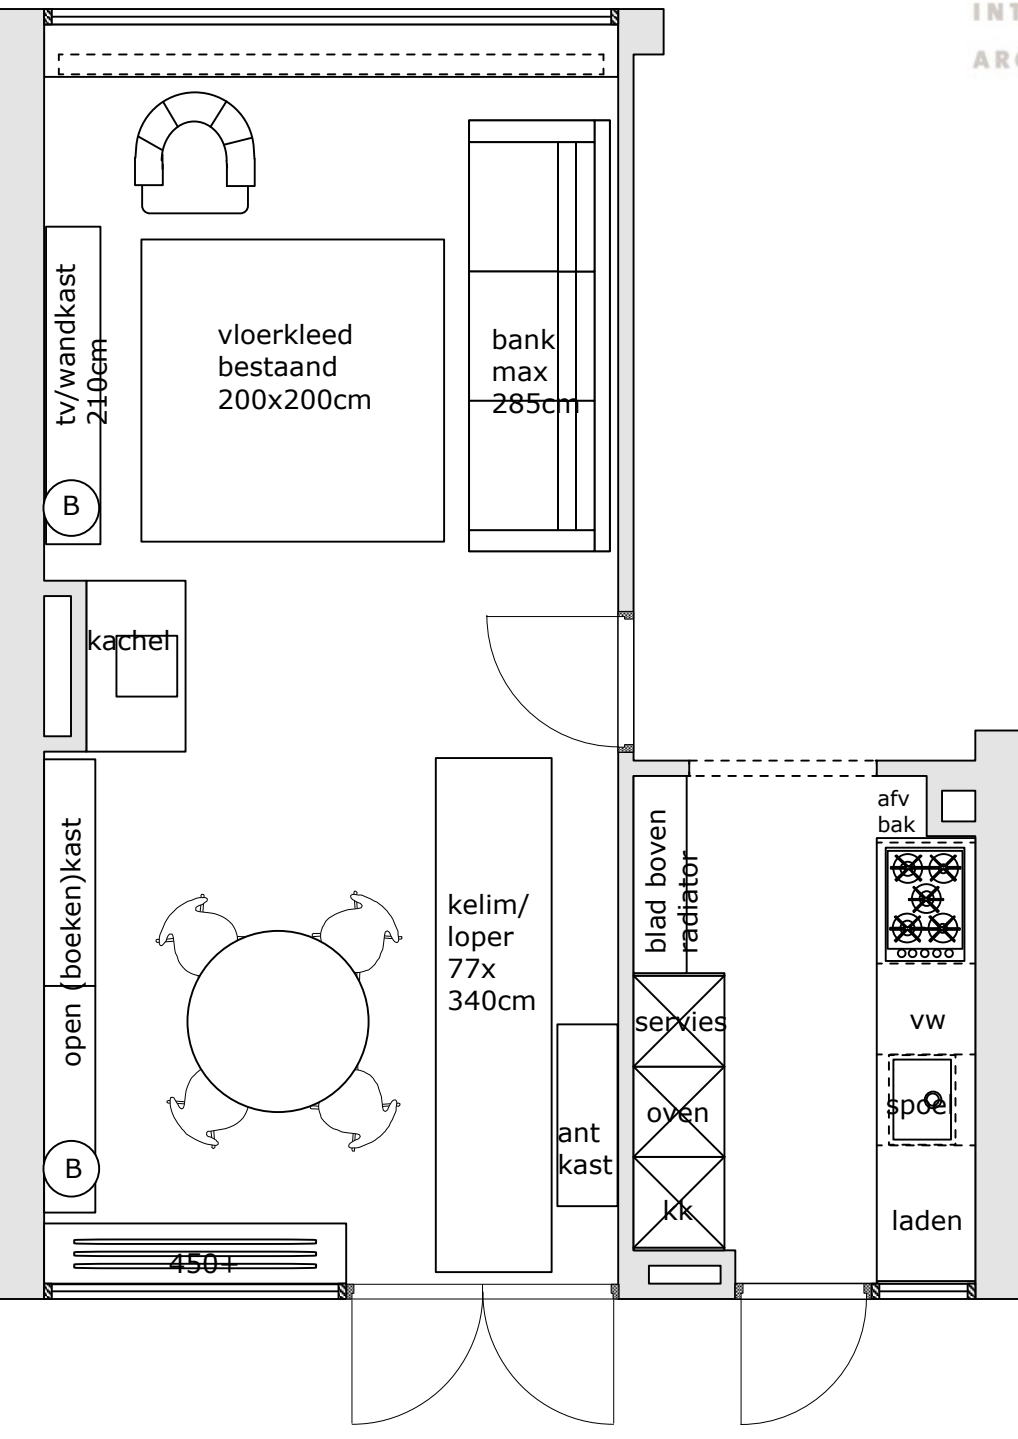 INT
ARC
tv/wandkast
210cm
vloerkleed
bestaand
200x200cm
bank
max
285cm
B
kachel
open (boeken)kast
B
kelim/
loper
77x
340cm
ant
kast
450+
blad boven
radiator
servies
oven
kk
afv
bak
vw
spoel
laden